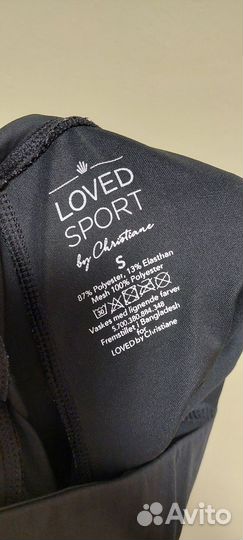 LOVED
SPORT
by Christiane
S
87% Polyester, 13% Elasthan
Mesh 100% Polyester
30
Vaskes med lignende farver
5.700.380.884.348
Fremstillet i Bangladesh
for
LOVED by Christiane
Avito